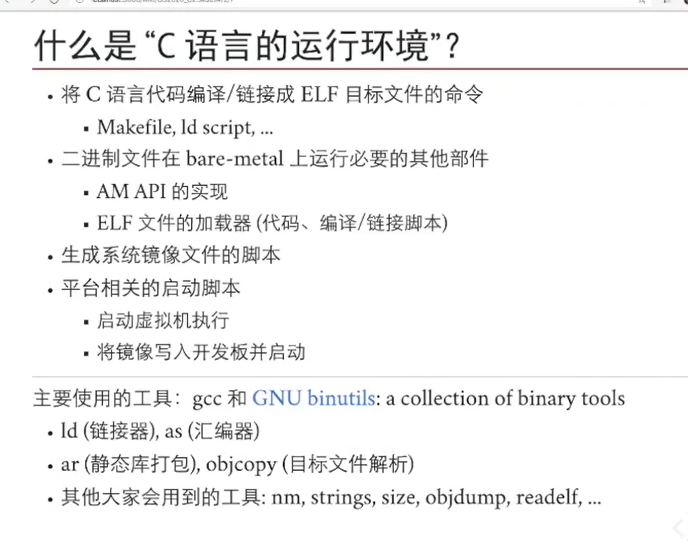 什么是“C 语言的运行环境”？
• 将 C 语言代码编译/链接成 ELF 目标文件的命令
▪ Makefile, ld script, ...
• 二进制文件在 bare-metal 上运行必要的其他部件
▪ AM API 的实现
▪ ELF 文件的加载器 (代码、编译/链接脚本)
• 生成系统镜像文件的脚本
• 平台相关的启动脚本
▪ 启动虚拟机执行
▪ 将镜像写入开发板并启动
主要使用的工具：gcc 和 GNU binutils: a collection of binary tools
• ld (链接器), as (汇编器)
• ar (静态库打包), objcopy (目标文件解析)
• 其他大家会用到的工具: nm, strings, size, objdump, readelf, ...